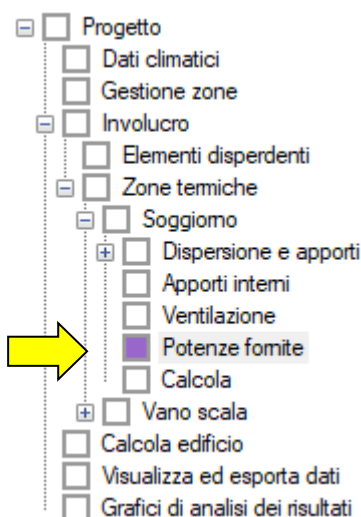 Progetto
Dati climatici
Gestione zone
Involucro
Elementi disperdenti
Zone termiche
Soggiorno
Dispersione e apporti
Apporti interni
Ventilazione
Potenze fornite
Calcola
Vano scala
Calcola edificio
Visualizza ed esporta dati
Grafici di analisi dei risultati